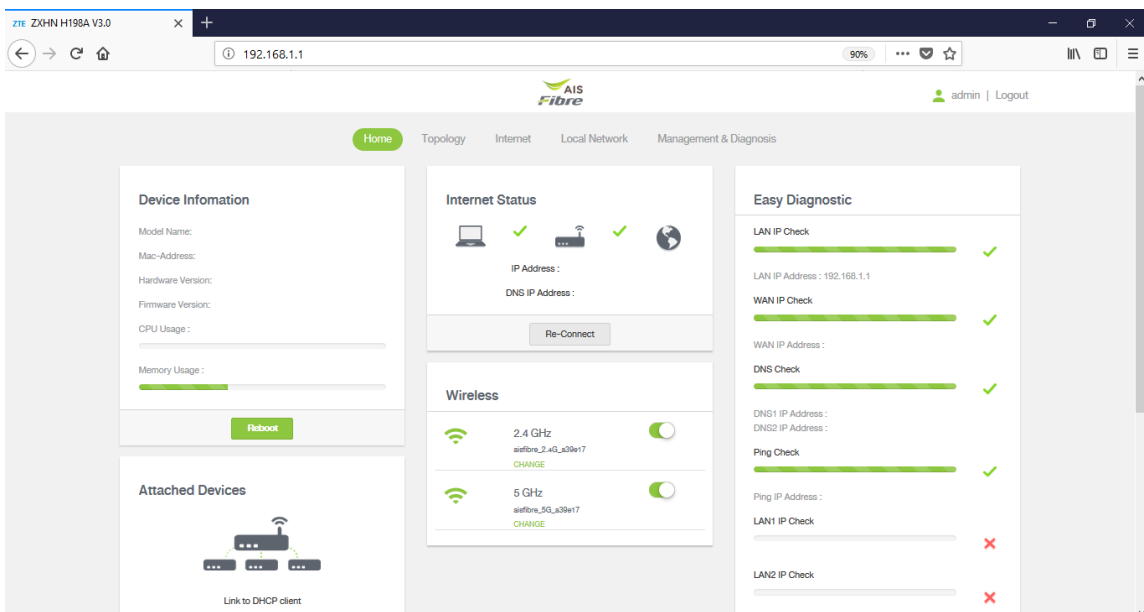 ZTE ZXHN H198A V3.0
192.168.1.1
90%
AIS
Fibre
admin | Logout
Home
Topology
Internet
Local Network
Management & Diagnosis
Device Infomation
Model Name:
Mac-Address:
Hardware Version:
Firmware Version:
CPU Usage :
Memory Usage :
Reboot
Attached Devices
Link to DHCP client
Internet Status
IP Address :
DNS IP Address :
Re-Connect
Wireless
2.4 GHz
aisfibre_2.4G_a39e17
CHANGE
5 GHz
aisfibre_5G_a39e17
CHANGE
Easy Diagnostic
LAN IP Check
LAN IP Address : 192.168.1.1
WAN IP Check
WAN IP Address :
DNS Check
DNS1 IP Address :
DNS2 IP Address :
Ping Check
Ping IP Address :
LAN1 IP Check
LAN2 IP Check